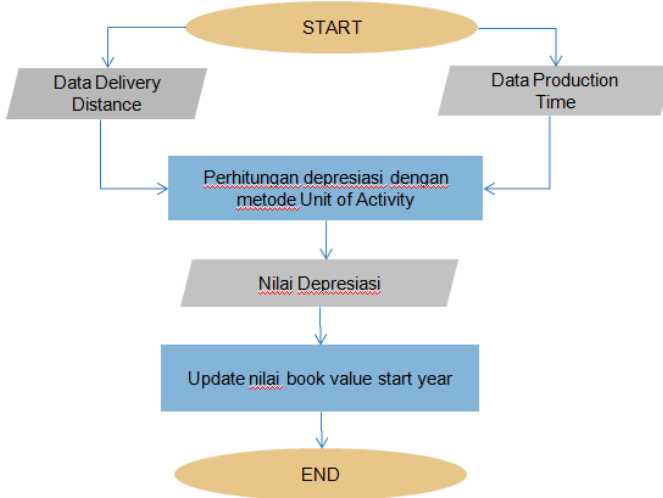 START
Data Delivery
Distance
Data Production
Time
Perhitungan depresiasi dengan
metode Unit of Activity
Nilai Depresiasi
Update nilai book value start year
END